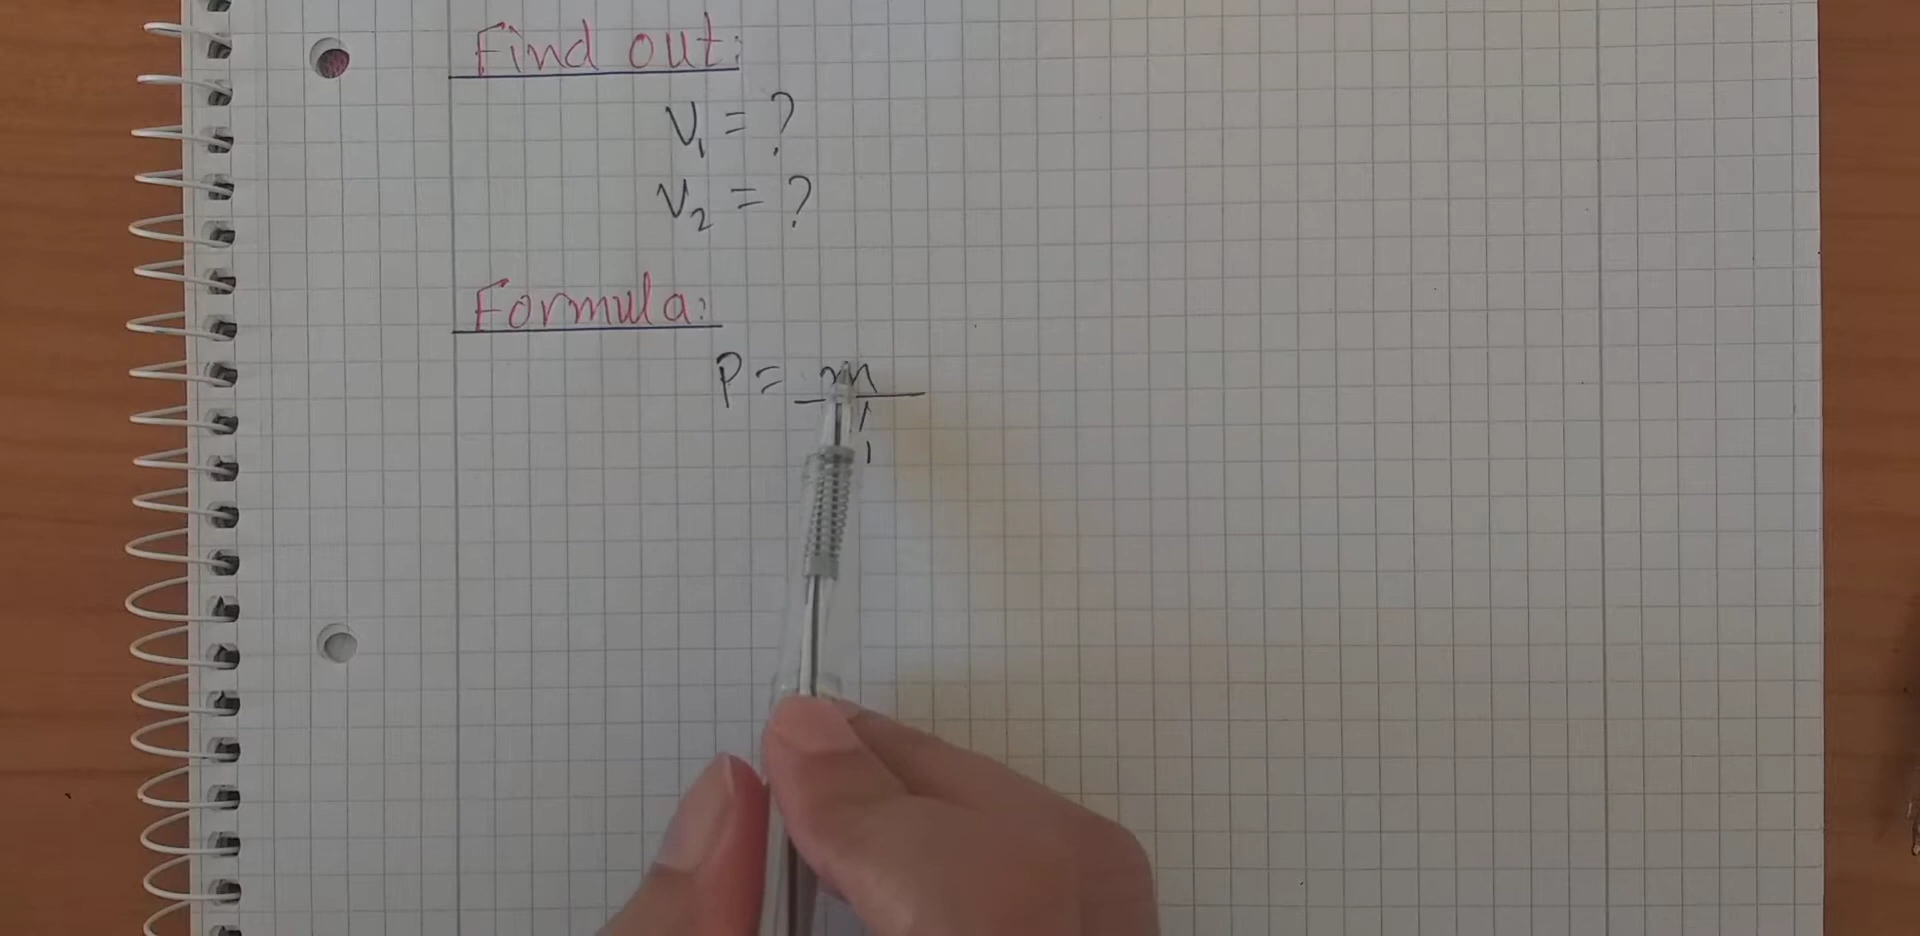 Find out:
V₁ = ?
V₂ = ?
Formula:
P = m